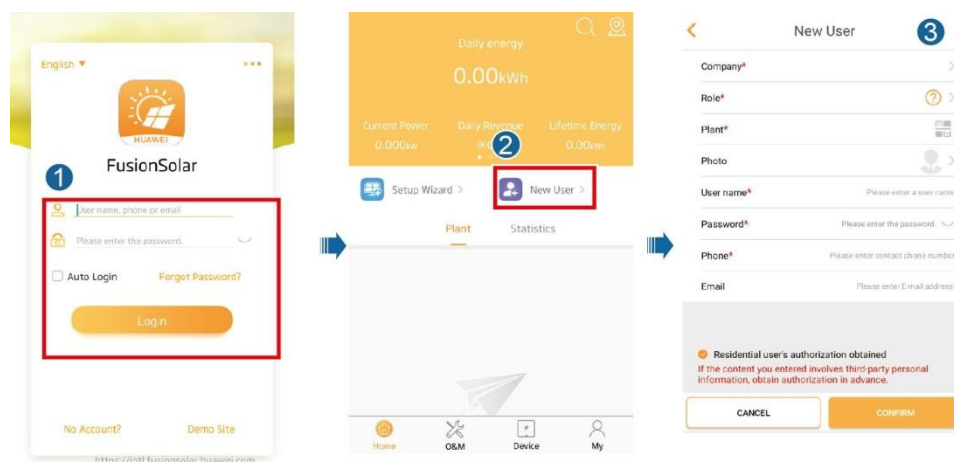 English ▼
HUAWEI
FusionSolar
1
User name, phone or email
Please enter the password.
Auto Login Forgot Password?
Login
No Account? Demo Site
https://intl.fusionsolar.huawei.com
Daily energy
0.00kWh
Current Power Daily Revenue Lifetime Energy
0.000kw 0.00kwh
2
Setup Wizard > New User >
Plant Statistics
Home O&M Device My
New User 3
Company*
Role*
Plant*
Photo
User name* Please enter a user name
Password* Please enter the password.
Phone* Please enter contact phone number
Email Please enter E-mail address
Residential user's authorization obtained
If the content you entered involves third-party personal
information, obtain authorization in advance.
CANCEL CONFIRM